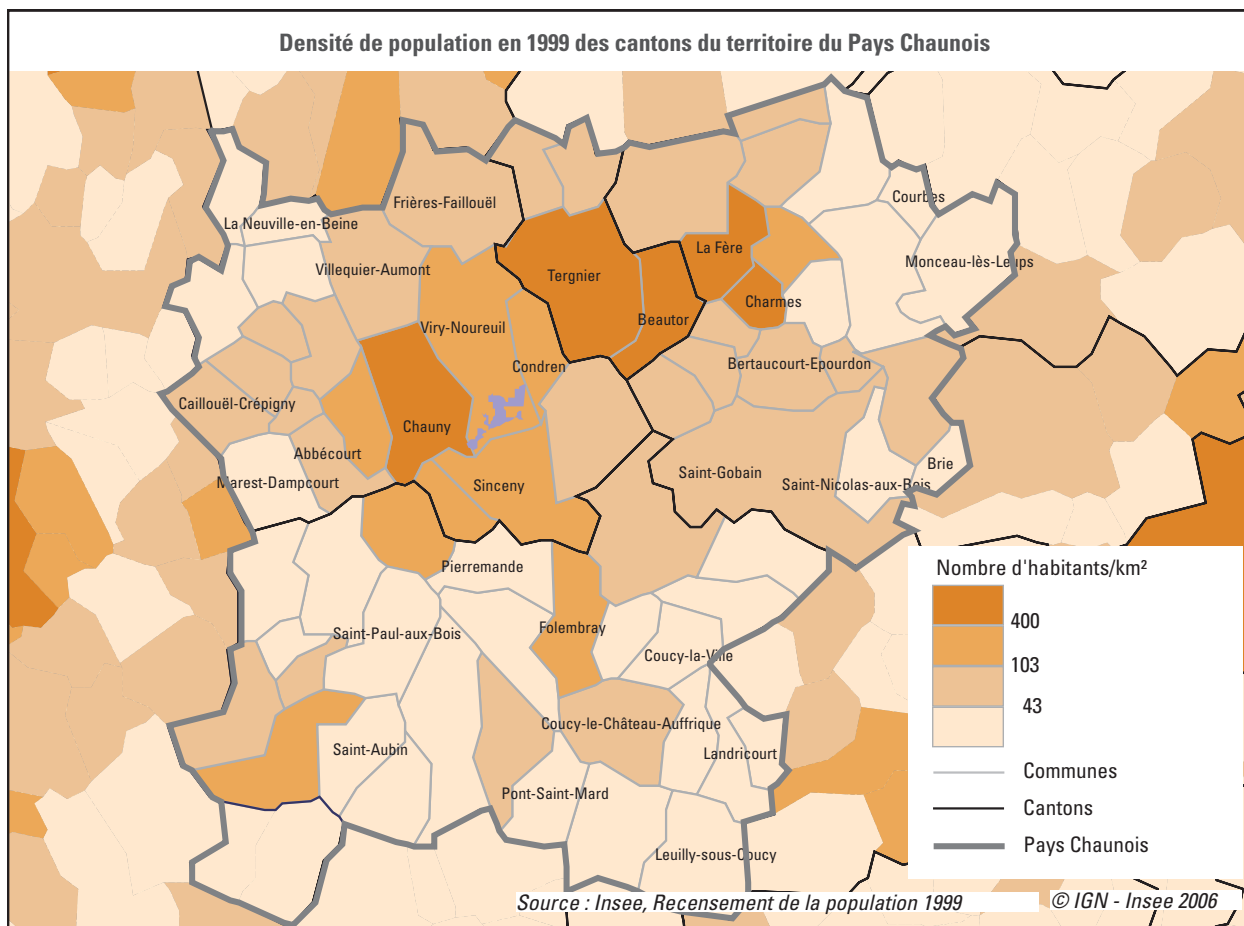 Densité de population en 1999 des cantons du territoire du Pays Chaunois
Courbes
Frières-Faillouël
La Neuville-en-Beine
La Fère
Monceau-lès-Leups
Villequier-Aumont
Tergnier
Charmes
Beautor
Viry-Noureuil
Condren
Bertaucourt-Epourdon
Caillouël-Crépigny
Chauny
Abbécourt
Brie
Saint-Gobain
Marest-Dampcourt
Sinceny
Saint-Nicolas-aux-Bois
Pierremande
Nombre d'habitants/km²
400
103
43
Communes
Cantons
Pays Chaunois
Folembray
Saint-Paul-aux-Bois
Coucy-la-Ville
Coucy-le-Château-Auffrique
Saint-Aubin
Landricourt
Pont-Saint-Mard
Leuilly-sous-Coucy
Source : Insee, Recensement de la population 1999
© IGN - Insee 2006